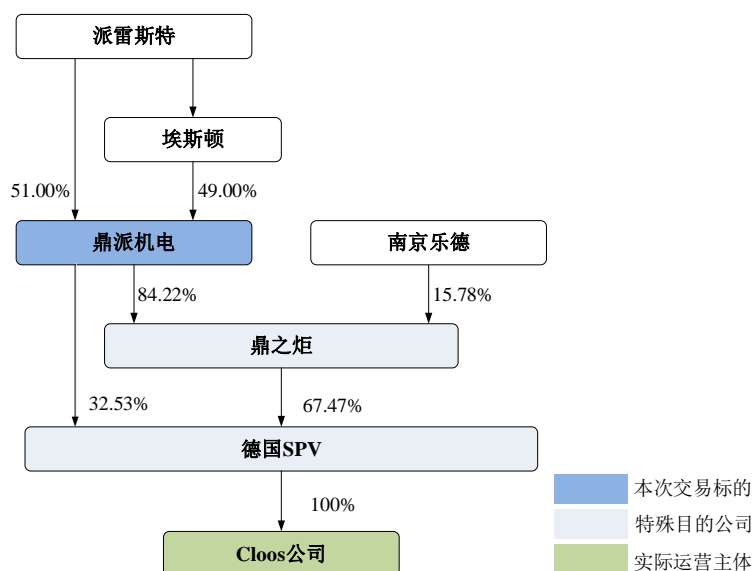 派雷斯特
埃斯顿
51.00%
49.00%
鼎派机电
南京乐德
84.22%
15.78%
鼎之炬
32.53%
67.47%
德国SPV
100%
本次交易标的
特殊目的公司
Cloos公司
实际运营主体